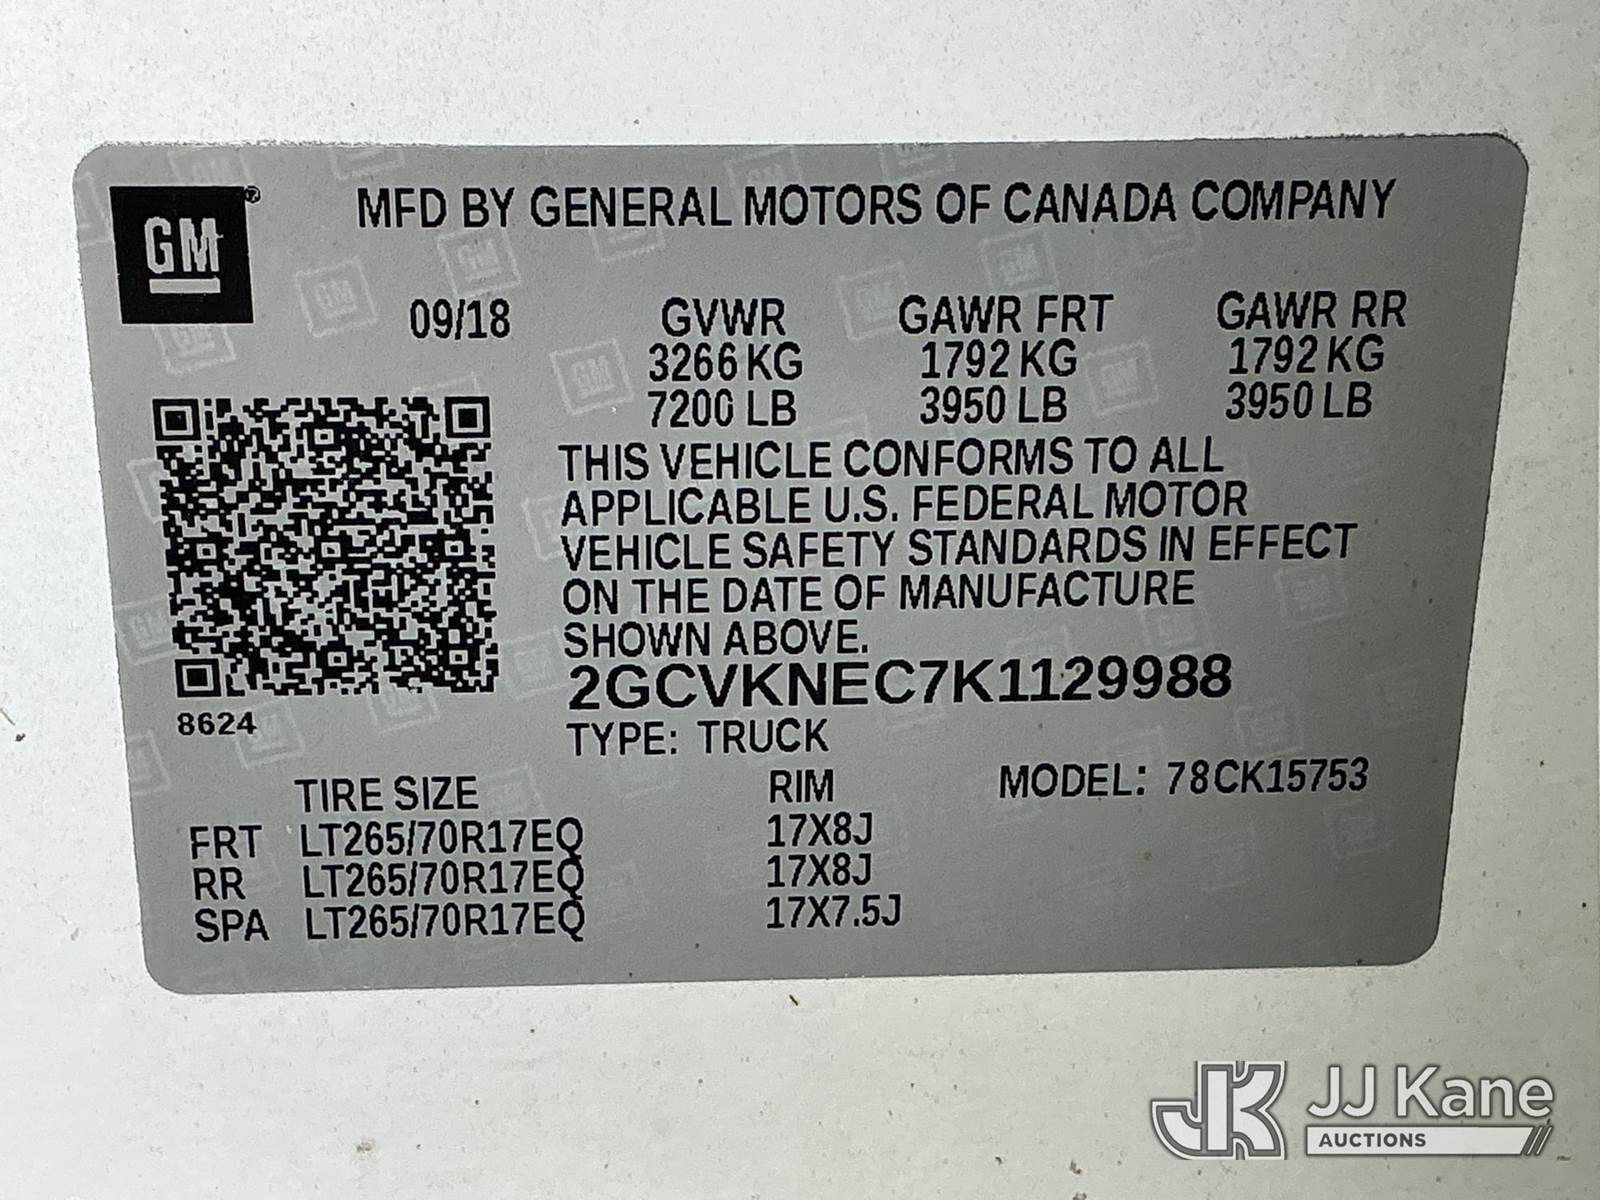 GM®
MFD BY GENERAL MOTORS OF CANADA COMPANY
09/18 GVWR GAWR FRT GAWR RR
3266 KG 1792 KG 1792 KG
7200 LB 3950 LB 3950 LB
THIS VEHICLE CONFORMS TO ALL
APPLICABLE U.S. FEDERAL MOTOR
VEHICLE SAFETY STANDARDS IN EFFECT
ON THE DATE OF MANUFACTURE
SHOWN ABOVE.
2GCVKNEC7K1129988
8624
TYPE: TRUCK
TIRE SIZE RIM MODEL: 78CK15753
FRT LT265/70R17EQ 17X8J
RR LT265/70R17EQ 17X8J
SPA LT265/70R17EQ 17X7.5J
JK JJ Kane
AUCTIONS